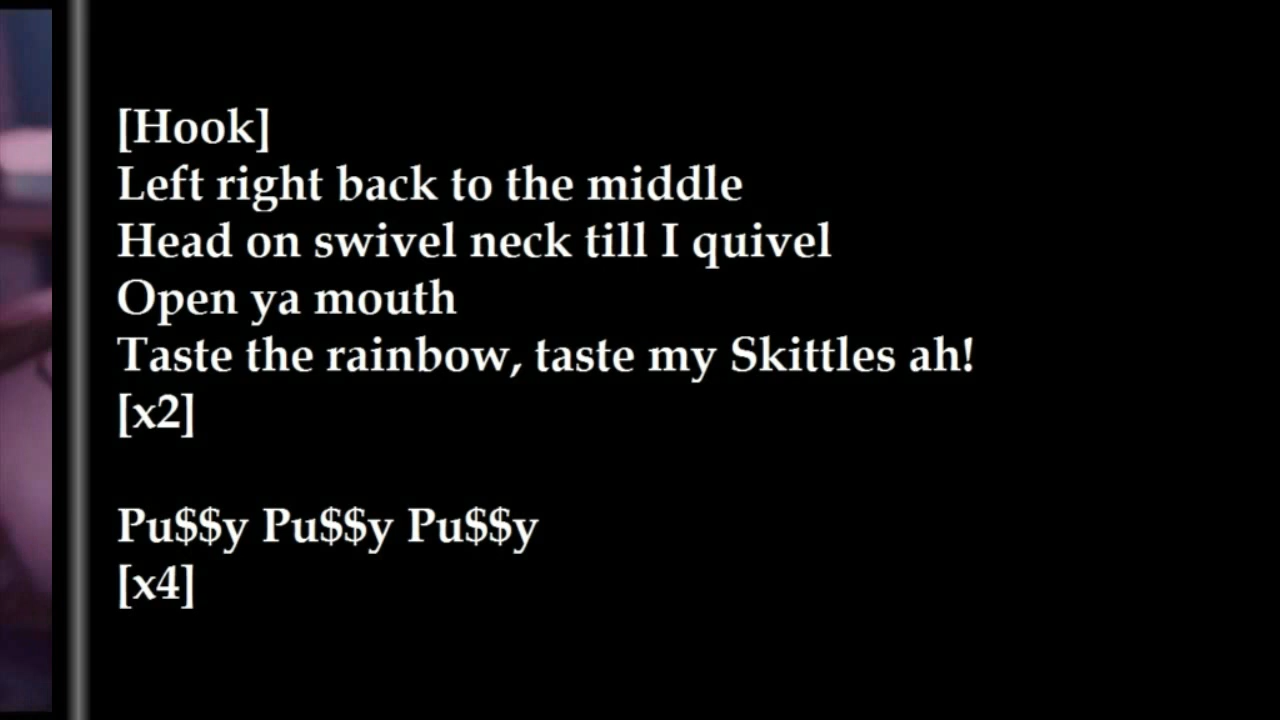 [Hook]
Left right back to the middle
Head on swivel neck till I quivel
Open ya mouth
Taste the rainbow, taste my Skittles ah!
[x2]
Pu$$y Pu$$y Pu$$y
[x4]